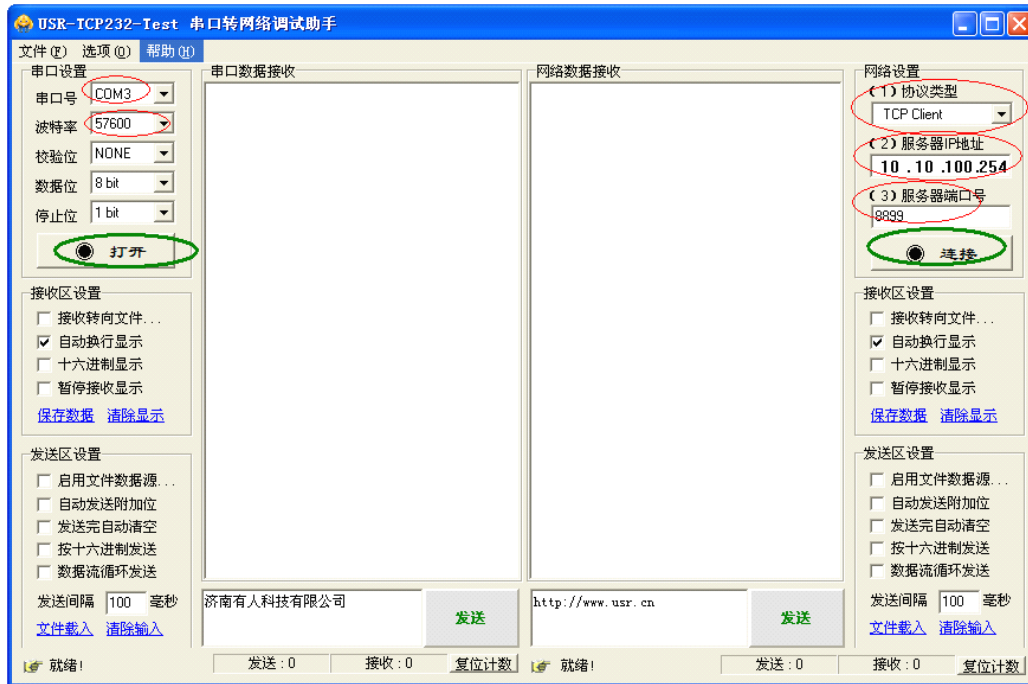 USR-TCP232-Test 串口转网络调试助手
文件(F) 选项(O) 帮助(H)
串口设置
串口号 COM3
波特率 57600
校验位 NONE
数据位 8 bit
停止位 1 bit
打开
接收区设置
接收转向文件...
自动换行显示
十六进制显示
暂停接收显示
保存数据 清除显示
发送区设置
启用文件数据源...
自动发送附加位
发送完自动清空
按十六进制发送
数据流循环发送
发送间隔 100 毫秒
文件载入 清除输入
串口数据接收
济南有人科技有限公司
发送
网络数据接收
http://www.usr.cn
发送
网络设置
(1) 协议类型
TCP Client
(2) 服务器IP地址
10 . 10 .100.254
(3) 服务器端口号
8899
连接
接收区设置
接收转向文件...
自动换行显示
十六进制显示
暂停接收显示
保存数据 清除显示
发送区设置
启用文件数据源...
自动发送附加位
发送完自动清空
按十六进制发送
数据流循环发送
发送间隔 100 毫秒
文件载入 清除输入
就绪! 发送:0 接收:0 复位计数
就绪! 发送:0 接收:0 复位计数